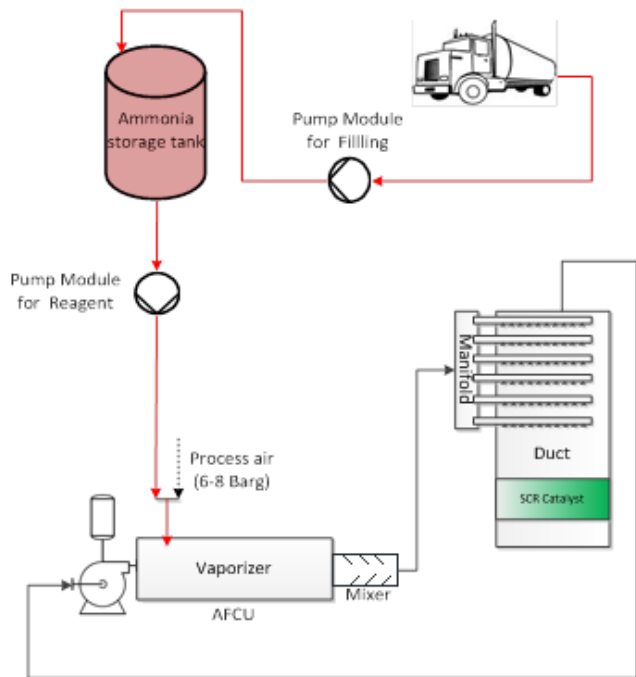 Ammonia
storage tank
Pump Module
for Fillling
Pump Module
for Reagent
Process air
(6-8 Barg)
Manifold
Duct
SCR Catalyst
Vaporizer
Mixer
AFCU